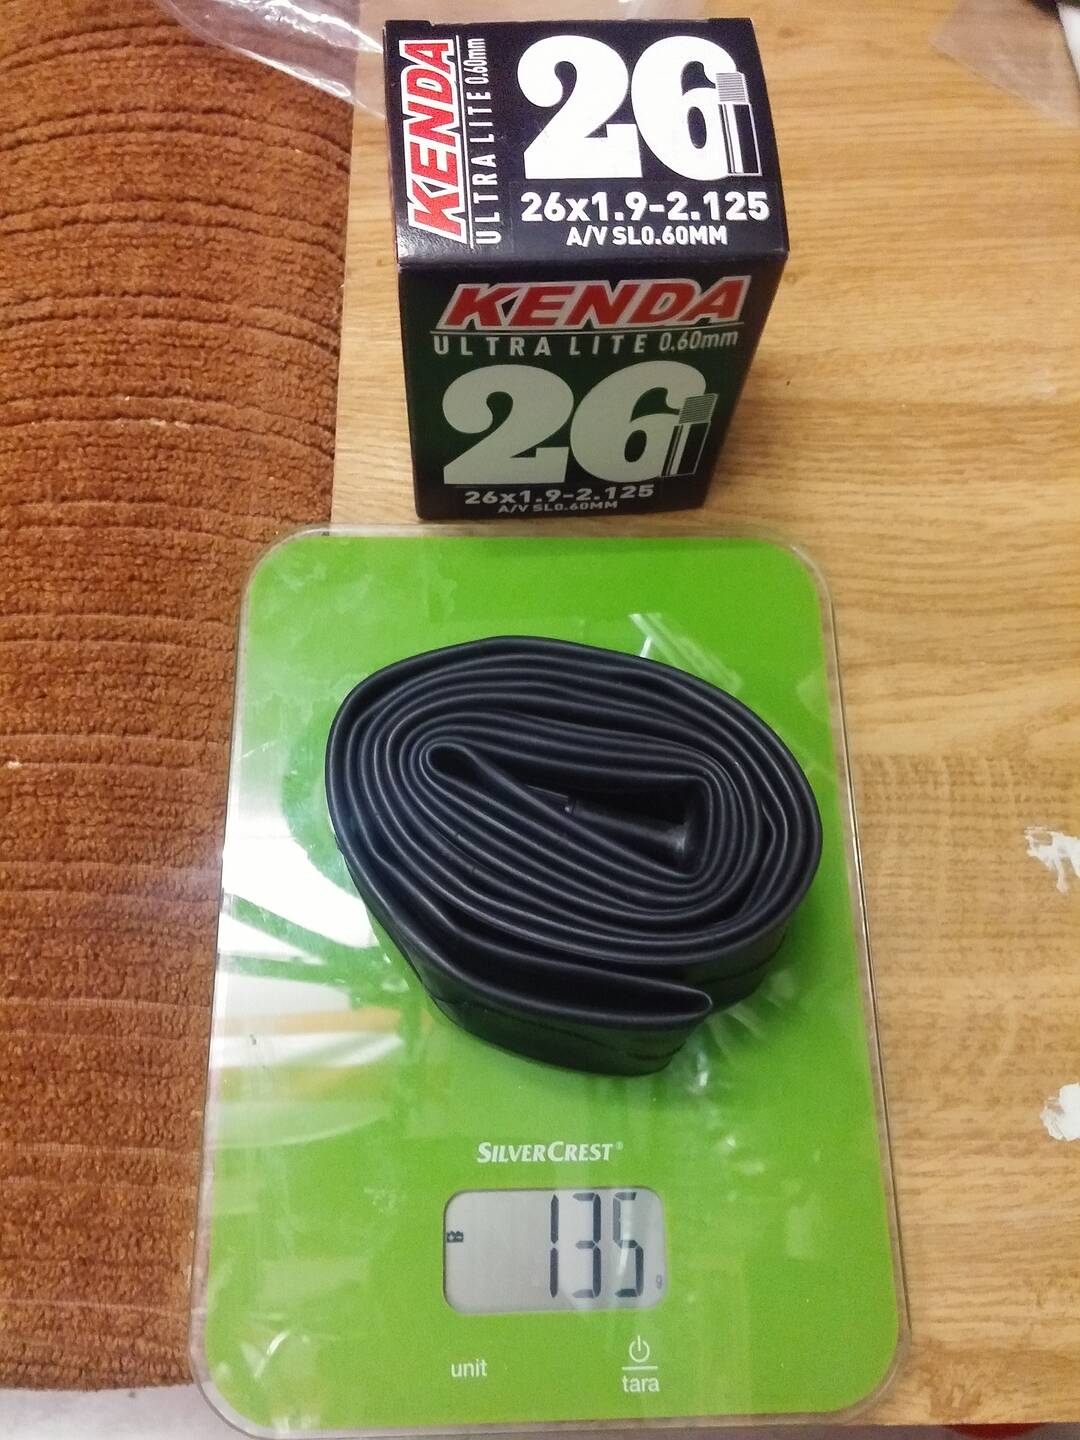 KENDA
ULTRA LITE 0.60mm
26
26x1.9-2.125
A/V SL0.60MM
KENDA
ULTRA LITE 0.60mm
26
26x1.9-2.125
A/V SL0.60MM
SILVERCREST®
135 g
unit
tara